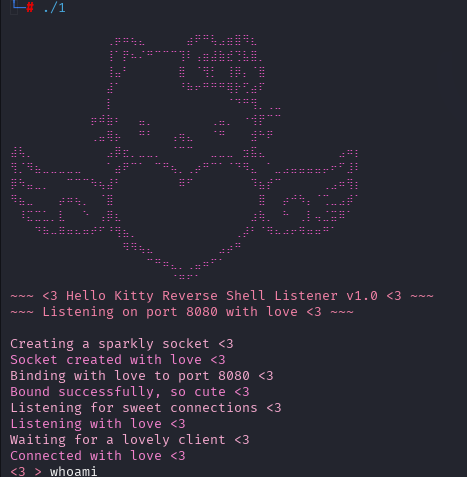 └─# ./1
~~~ <3 Hello Kitty Reverse Shell Listener v1.0 <3 ~~~
~~~ Listening on port 8080 with love <3 ~~~
Creating a sparkly socket <3
Socket created with love <3
Binding with love to port 8080 <3
Bound successfully, so cute <3
Listening for sweet connections <3
Listening with love <3
Waiting for a lovely client <3
Connected with love <3
<3 > whoami